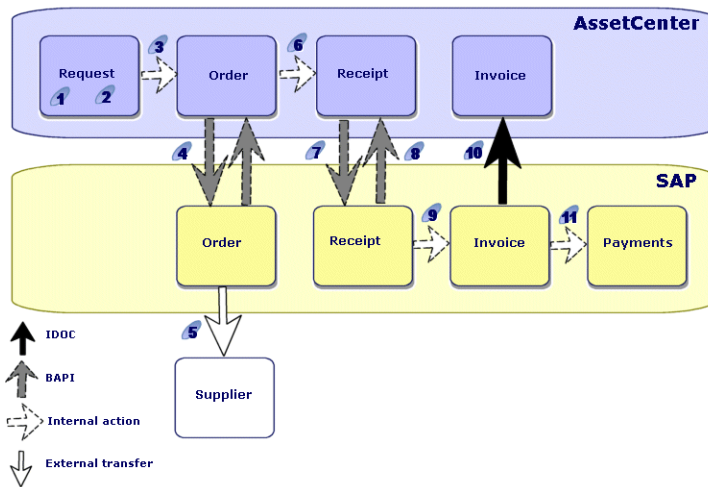 AssetCenter
3
6
Request
1 2
Order
Receipt
Invoice
4
7
8
10
SAP
Order
Receipt
9
Invoice
11
Payments
5
Supplier
IDOC
BAPI
Internal action
External transfer